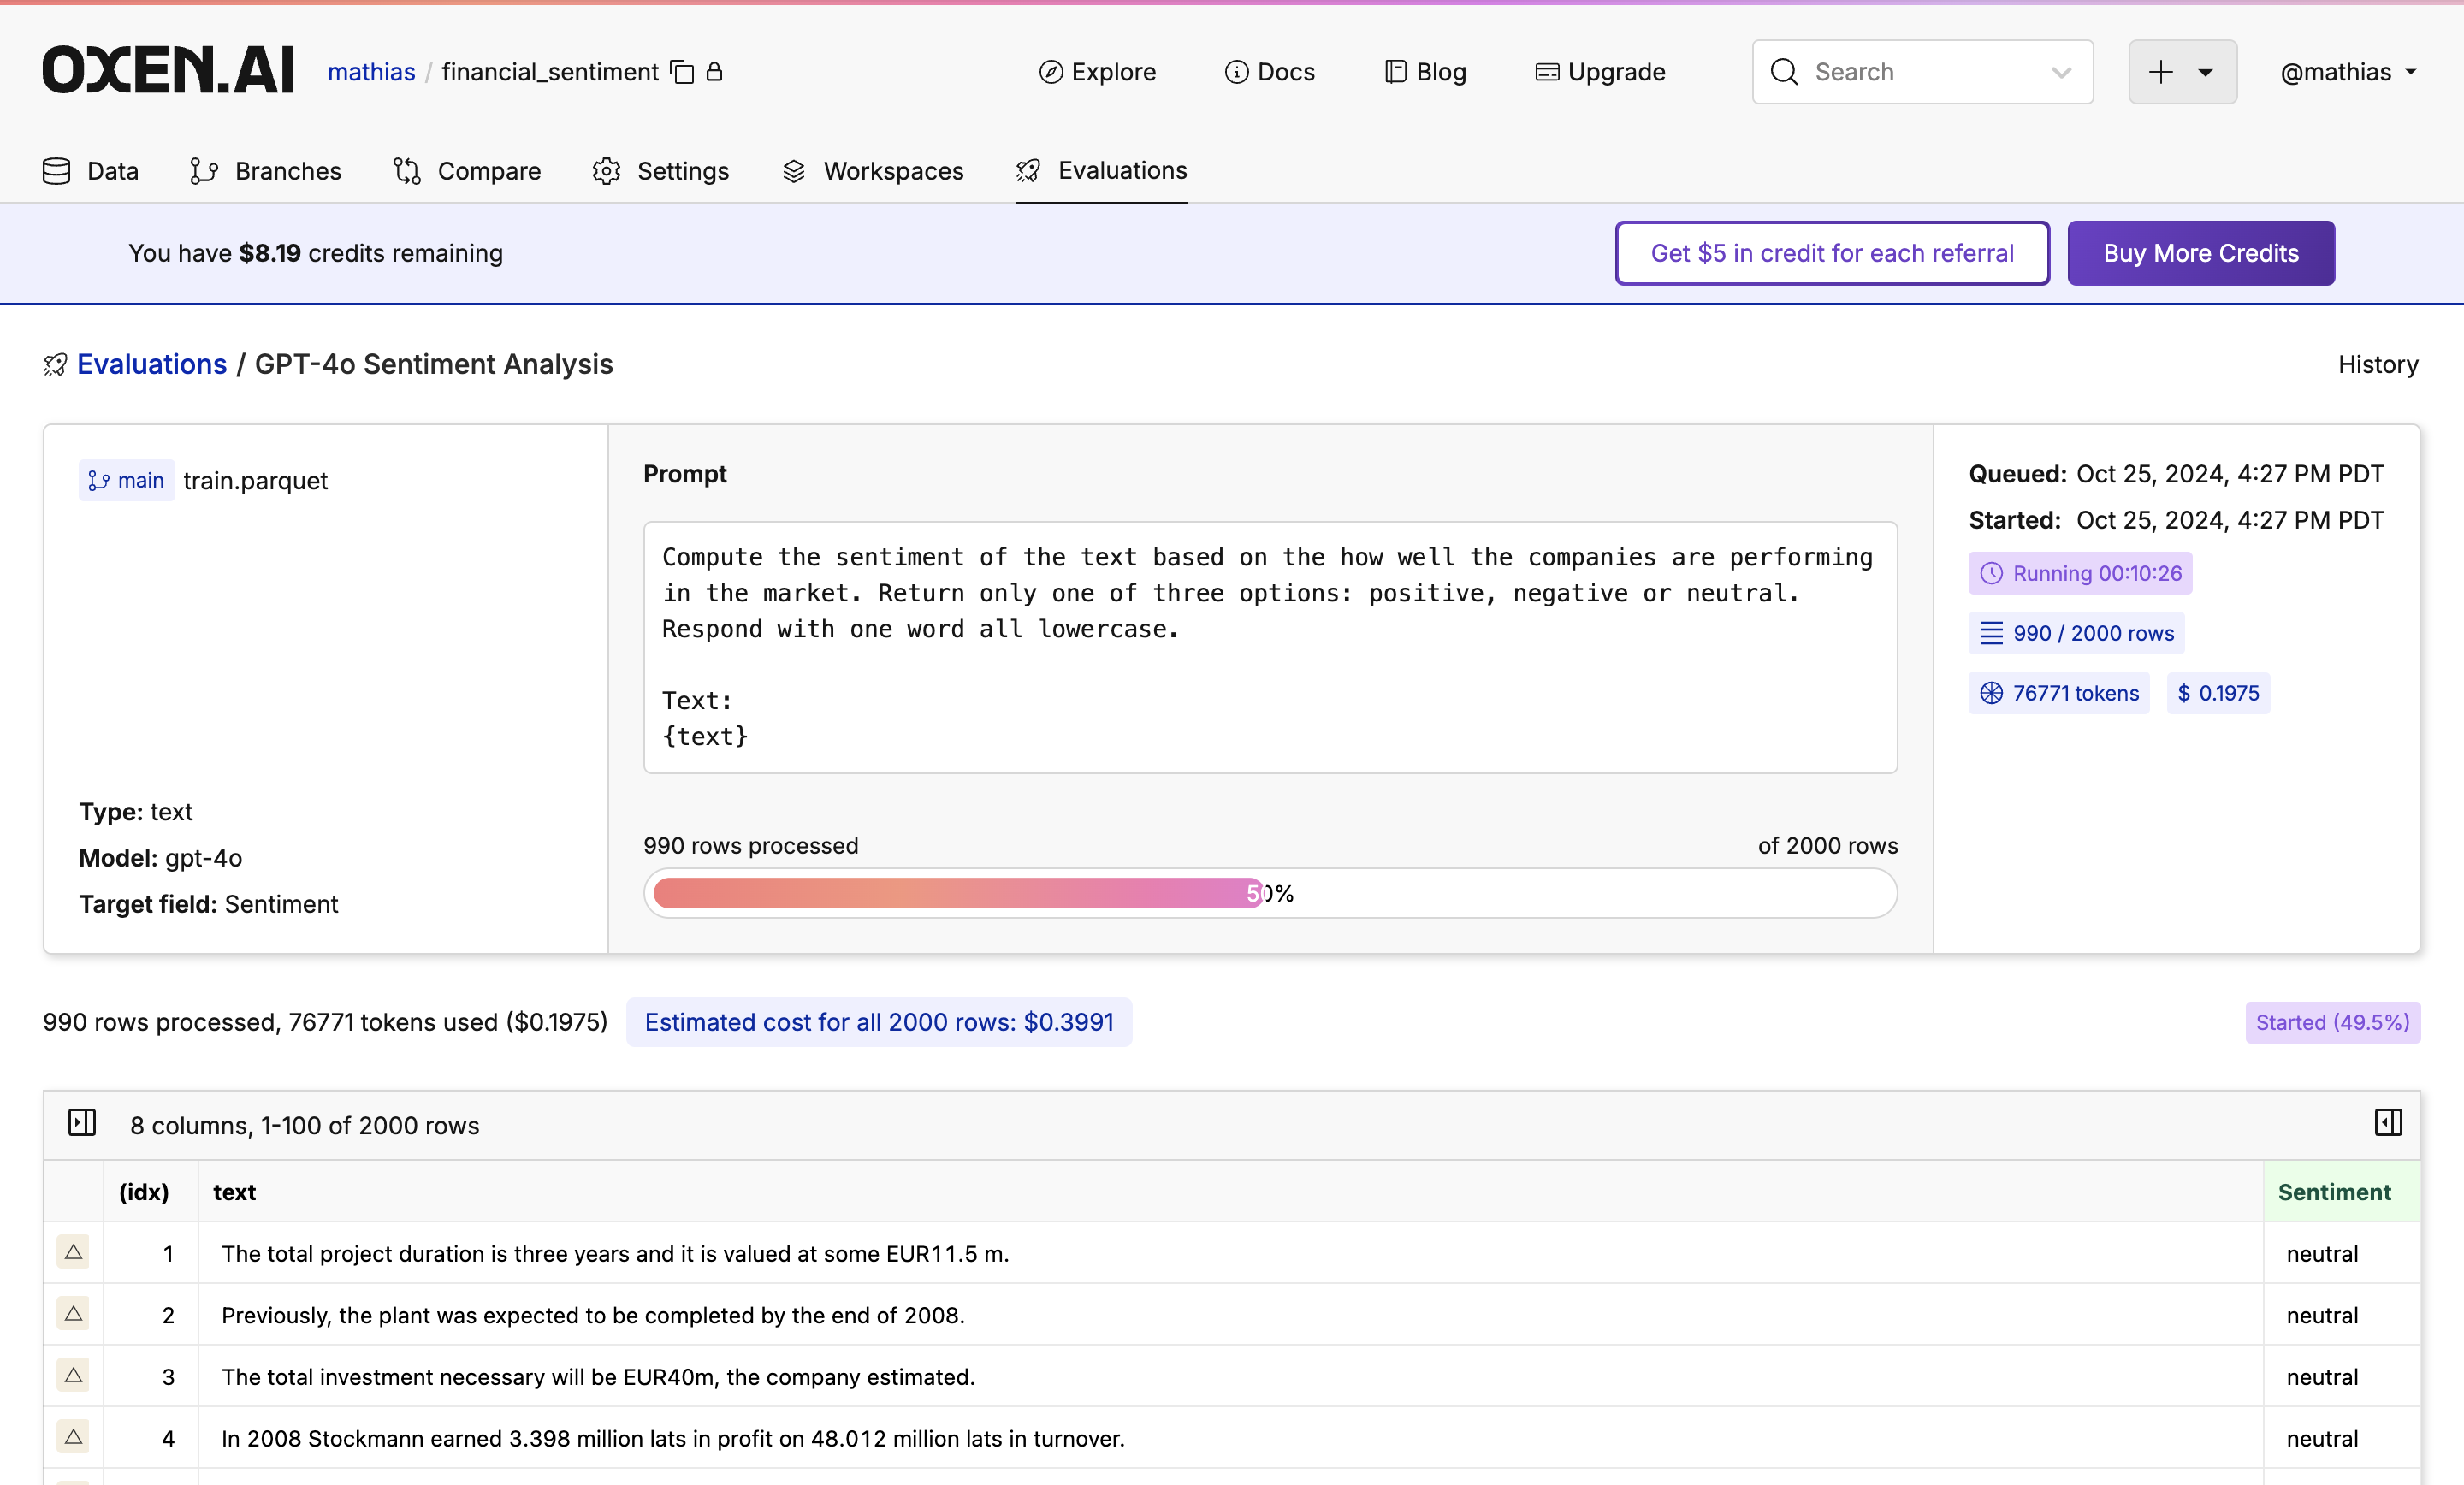 OXEN.AI mathias / financial_sentiment Explore Docs Blog Upgrade Search @mathias
Data Branches Compare Settings Workspaces Evaluations
You have $8.19 credits remaining Get $5 in credit for each referral Buy More Credits
Evaluations / GPT-4o Sentiment Analysis History
main train.parquet
Type: text
Model: gpt-4o
Target field: Sentiment
Prompt
Compute the sentiment of the text based on the how well the companies are performing
in the market. Return only one of three options: positive, negative or neutral.
Respond with one word all lowercase.
Text:
{text}
990 rows processed of 2000 rows
50%
Queued: Oct 25, 2024, 4:27 PM PDT
Started: Oct 25, 2024, 4:27 PM PDT
Running 00:10:26
990 / 2000 rows
76771 tokens $ 0.1975
990 rows processed, 76771 tokens used ($0.1975) Estimated cost for all 2000 rows: $0.3991 Started (49.5%)
8 columns, 1-100 of 2000 rows
(idx) text Sentiment
1 The total project duration is three years and it is valued at some EUR11.5 m. neutral
2 Previously, the plant was expected to be completed by the end of 2008. neutral
3 The total investment necessary will be EUR40m, the company estimated. neutral
4 In 2008 Stockmann earned 3.398 million lats in profit on 48.012 million lats in turnover. neutral